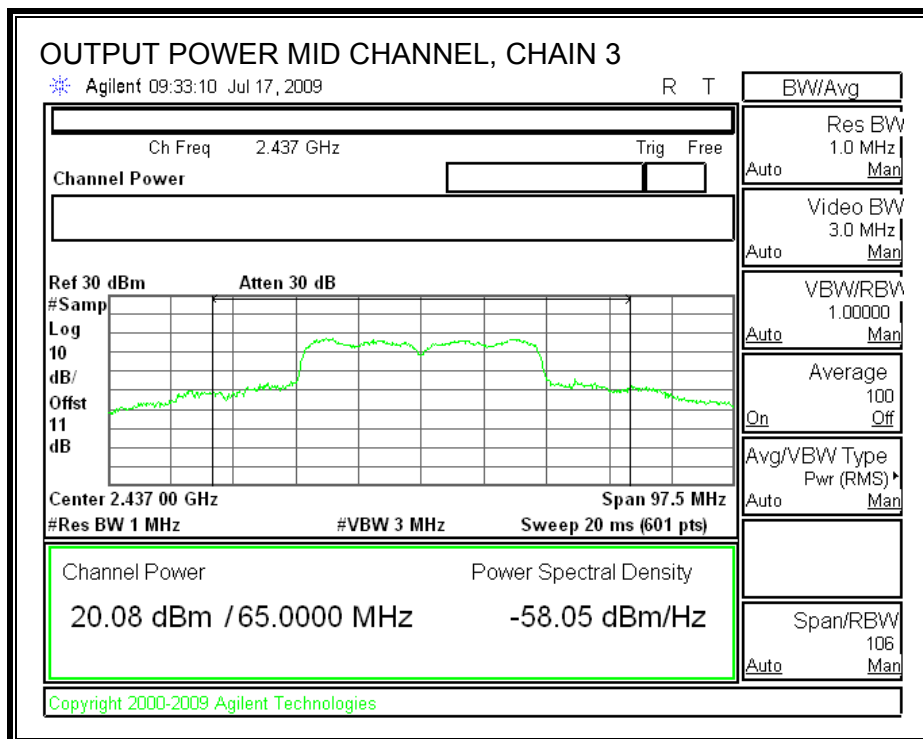 OUTPUT POWER MID CHANNEL, CHAIN 3
Agilent 09:33:10 Jul 17, 2009 R T
Ch Freq 2.437 GHz Trig Free
Channel Power
Ref 30 dBm Atten 30 dB
#Samp
Log
10
dB/
Offst
11
dB
Center 2.437 00 GHz Span 97.5 MHz
#Res BW 1 MHz #VBW 3 MHz Sweep 20 ms (601 pts)
Channel Power Power Spectral Density
20.08 dBm / 65.0000 MHz -58.05 dBm/Hz
Copyright 2000-2009 Agilent Technologies
BW/Avg
Res BW
1.0 MHz
Auto Man
Video BW
3.0 MHz
Auto Man
VBW/RBW
1.00000
Auto Man
Average
100
On Off
Avg/VBW Type
Pwr (RMS)
Auto Man
Span/RBW
106
Auto Man